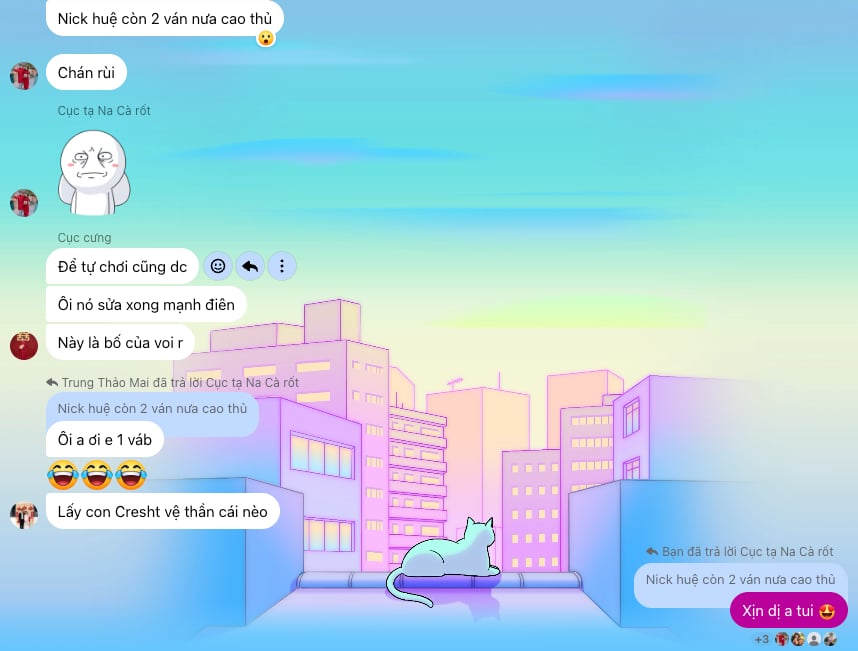 Nick huệ còn 2 ván nưa cao thủ
Chán rùi
Cục tạ Na Cà rốt
Cục cưng
Để tự chơi cũng dc
Ôi nó sửa xong mạnh điên
Này là bố của voi r
Trung Thảo Mai đã trả lời Cục tạ Na Cà rốt
Nick huệ còn 2 ván nưa cao thủ
Ôi a ơi e 1 váb
😂😂😂
Lấy con Cresht vệ thần cái nèo
Bạn đã trả lời Cục tạ Na Cà rốt
Nick huệ còn 2 ván nưa cao thủ
Xịn dị a tui 🤩
+3